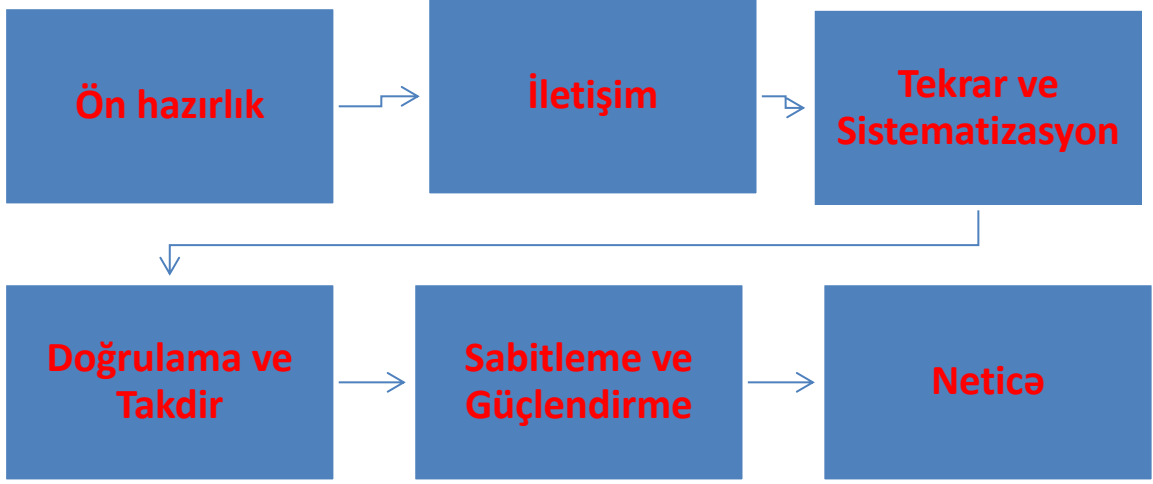 Ön hazırlık
İletişim
Tekrar ve
Sistematizasyon
Doğrulama ve
Takdir
Sabitleme ve
Güçlendirme
Neticə